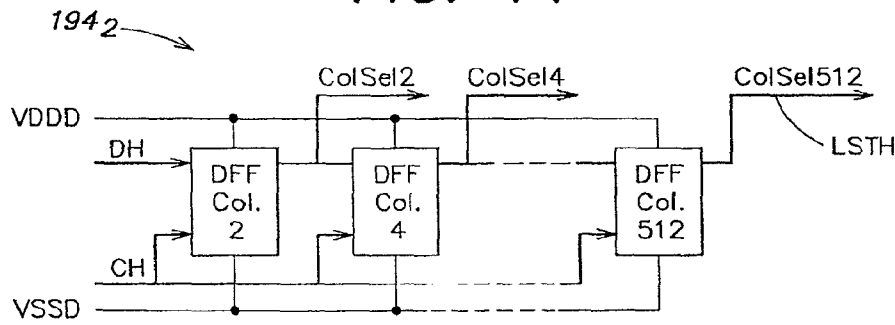 194₂
ColSel2
ColSel4
ColSel512
VDDD
DH
LSTH
DFF
Col.
2
DFF
Col.
4
DFF
Col.
512
CH
VSSD